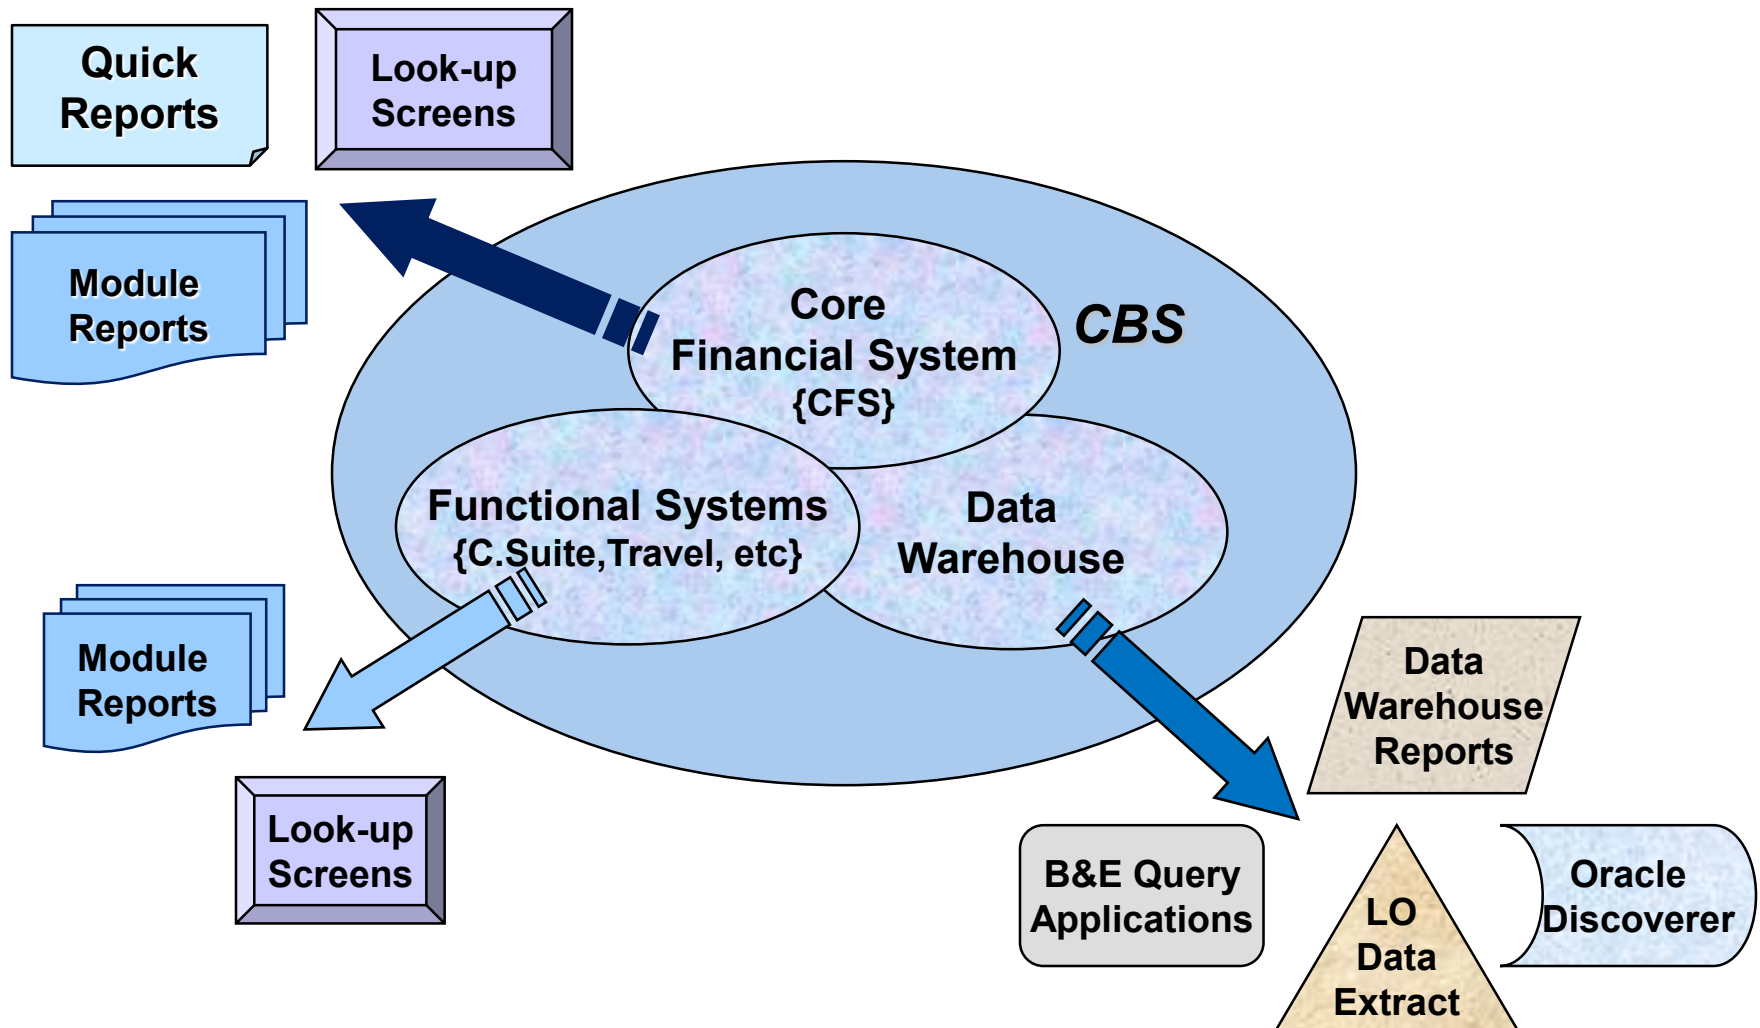 Quick
Reports
Look-up
Screens
Module
Reports
Core
Financial System
{CFS}
CBS
Functional Systems
{C.Suite,Travel, etc}
Data
Warehouse
Module
Reports
Look-up
Screens
Data
Warehouse
Reports
B&E Query
Applications
LO
Data
Extract
Oracle
Discoverer